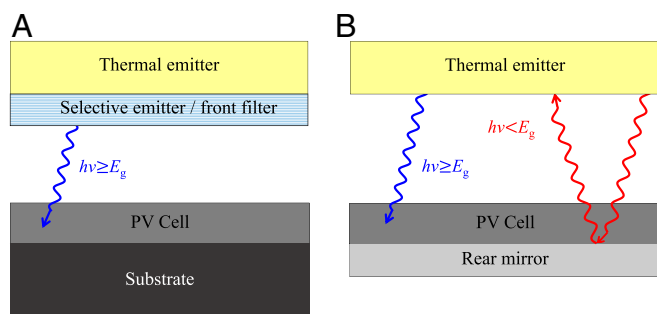 A
Thermal emitter
Selective emitter / front filter
hν≥Eg
PV Cell
Substrate
B
Thermal emitter
hν<Eg
hν≥Eg
PV Cell
Rear mirror